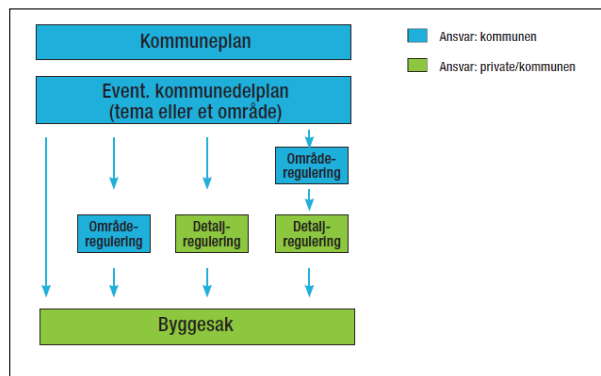 Kommuneplan
Event. kommunedelplan
(tema eller et område)
Område-
regulering
Område-
regulering
Detalj-
regulering
Detalj-
regulering
Byggesak
Ansvar: kommunen
Ansvar: private/kommunen